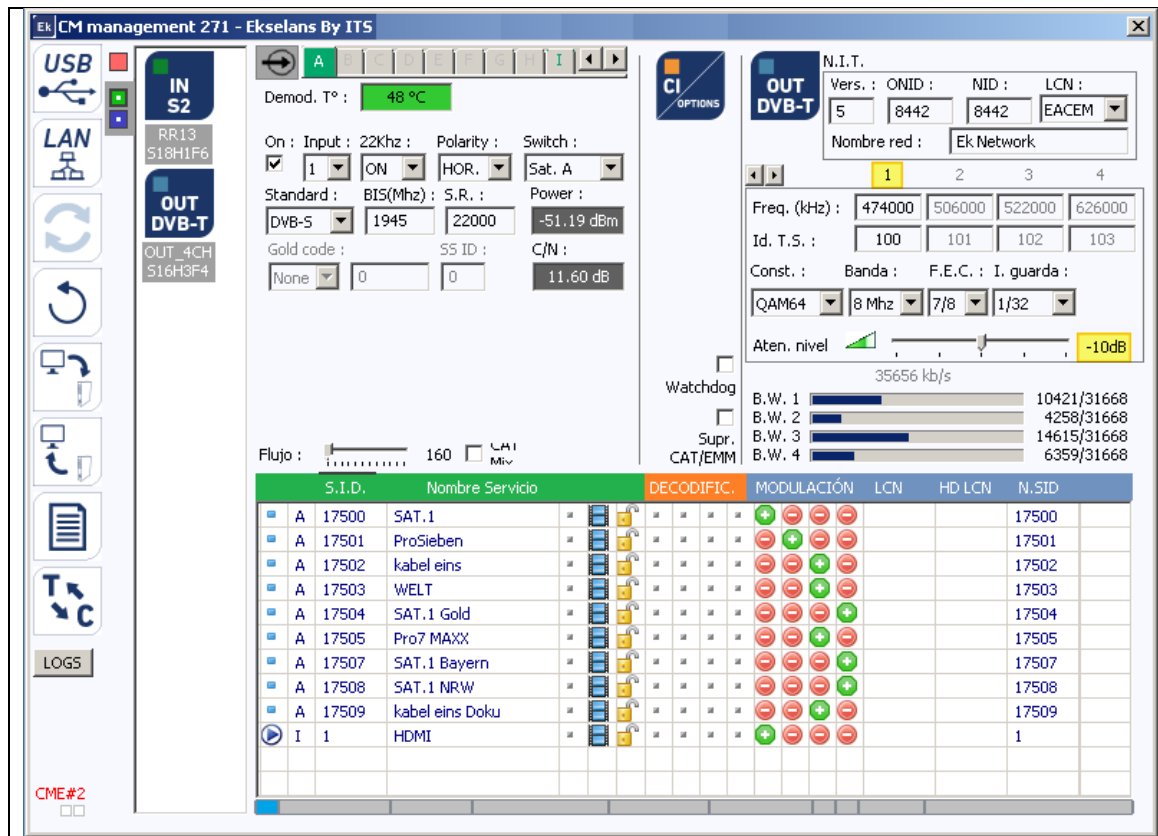 Ek CM management 271 - Ekselans By ITS
USB
LAN
T C
LOGS
CME#2
IN
S2
RR13
S18H1F6
OUT
DVB-T
OUT_4CH
S16H3F4
A B C D E F G H I
Demod. Tº : 48 ºC
On : Input : 22Khz : Polarity : Switch :
1 ON HOR. Sat. A
Standard : BIS(Mhz) : S.R. : Power :
DVB-S 1945 22000 -51.19 dBm
Gold code : SS ID : C/N :
None 0 0 11.60 dB
Flujo : 160 CAT
CI
OPTIONS
Watchdog
Supr.
CAT/EMM
OUT
DVB-T
N.I.T.
Vers. : ONID : NID : LCN :
5 8442 8442 EACEM
Nombre red : Ek Network
1 2 3 4
Freq. (kHz) : 474000 506000 522000 626000
Id. T.S. : 100 101 102 103
Const. : Banda : F.E.C. : I. guarda :
QAM64 8 Mhz 7/8 1/32
Aten. nivel -10dB
35656 kb/s
B.W. 1 10421/31668
B.W. 2 4258/31668
B.W. 3 14615/31668
B.W. 4 6359/31668
S.I.D. Nombre Servicio DECODIFIC. MODULACIÓN LCN HD LCN N.SID
A 17500 SAT.1 17500
A 17501 ProSieben 17501
A 17502 kabel eins 17502
A 17503 WELT 17503
A 17504 SAT.1 Gold 17504
A 17505 Pro7 MAXX 17505
A 17507 SAT.1 Bayern 17507
A 17508 SAT.1 NRW 17508
A 17509 kabel eins Doku 17509
I 1 HDMI 1